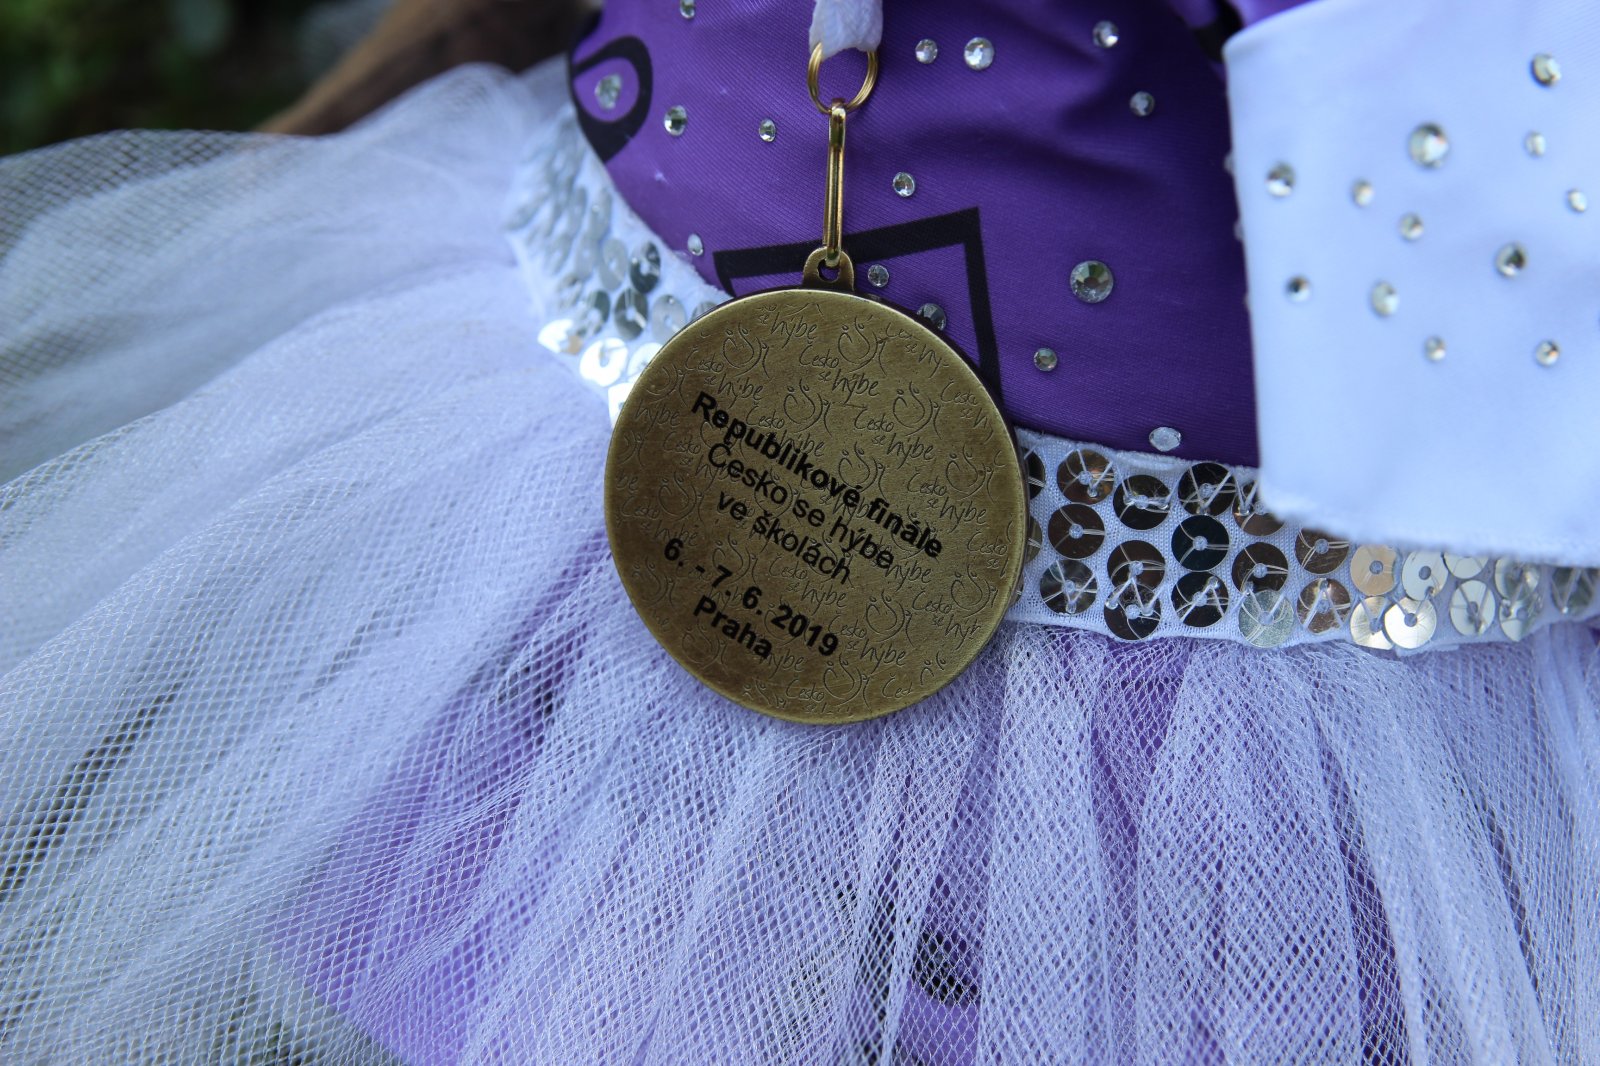 Republikové finále
Česko se hýbe
ve školách
6. - 7. 6. 2019
Praha